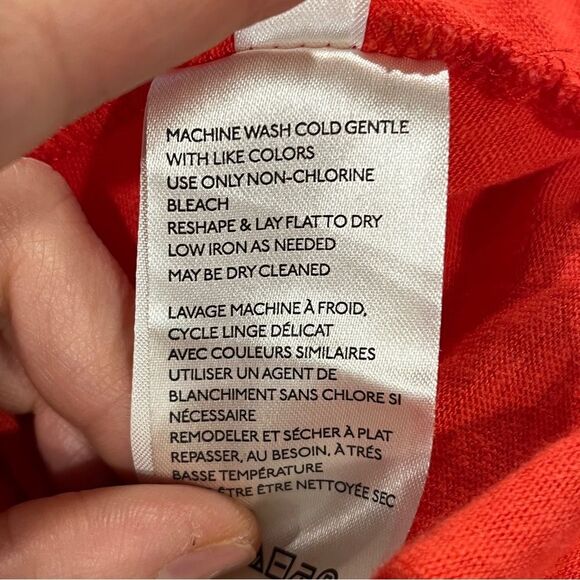 MACHINE WASH COLD GENTLE
WITH LIKE COLORS
USE ONLY NON-CHLORINE
BLEACH
RESHAPE & LAY FLAT TO DRY
LOW IRON AS NEEDED
MAY BE DRY CLEANED
LAVAGE MACHINE À FROID,
CYCLE LINGE DÉLICAT
AVEC COULEURS SIMILAIRES
UTILISER UN AGENT DE
BLANCHIMENT SANS CHLORE SI
NÉCESSAIRE
REMODELER ET SÉCHER À PLAT
REPASSER, AU BESOIN, À TRÉS
BASSE TEMPÉRATURE
ÊTRE ÊTRE NETTOYÉE SEC